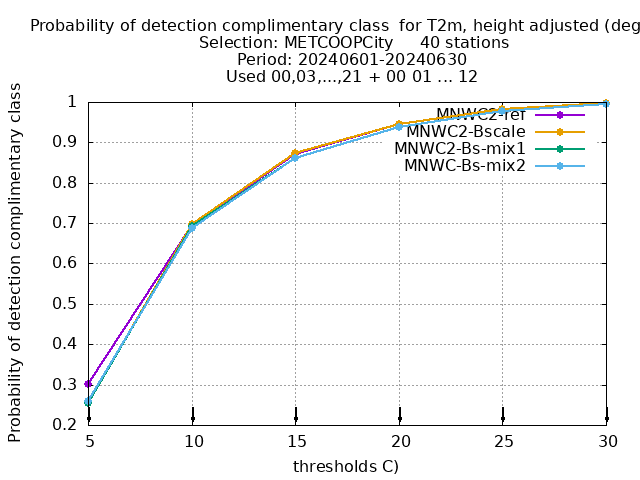 Probability of detection complimentary class  for T2m, height adjusted (deg
Selection: METCOOPCity     40 stations
Period: 20240601-20240630
Used 00,03,...,21 + 00 01 ... 12
Probability of detection complimentary class
1
0.9
0.8
0.7
0.6
0.5
0.4
0.3
0.2
MNWC2-ref
MNWC2-Bscale
MNWC2-Bs-mix1
MNWC-Bs-mix2
5 10 15 20 25 30
thresholds C)